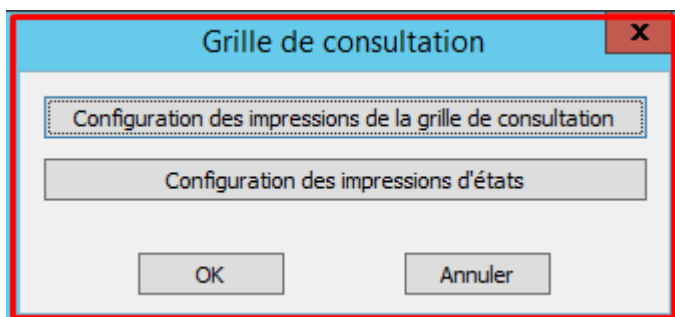 Grille de consultation
x
Configuration des impressions de la grille de consultation
Configuration des impressions d'états
OK
Annuler